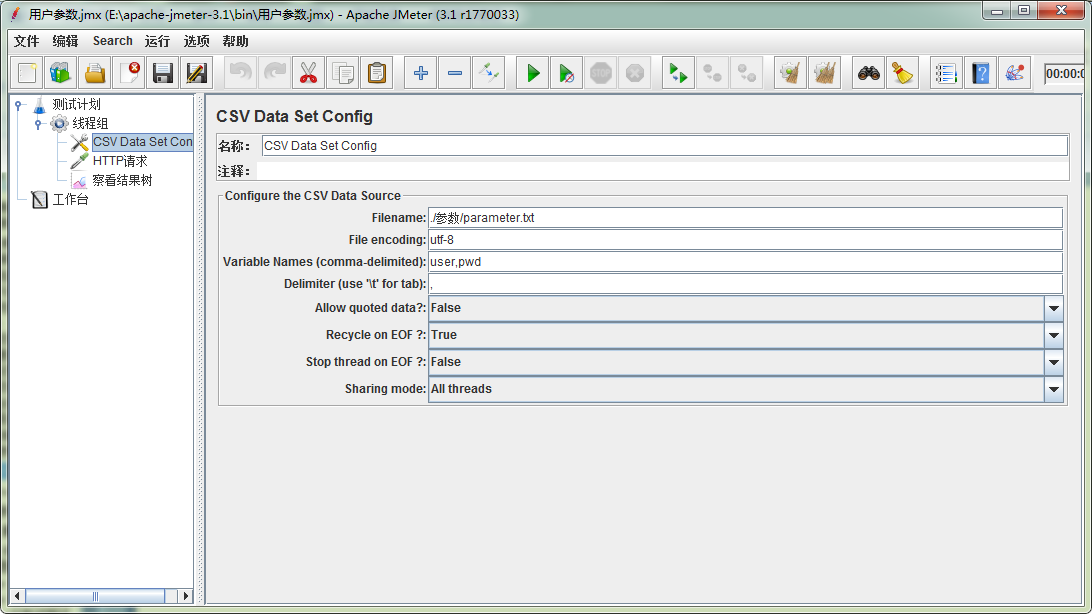 用户参数.jmx (E:\apache-jmeter-3.1\bin\用户参数.jmx) - Apache JMeter (3.1 r1770033)
文件 编辑 Search 运行 选项 帮助
STOP
00:00:0
测试计划
线程组
CSV Data Set Con
HTTP请求
察看结果树
工作台
CSV Data Set Config
名称： CSV Data Set Config
注释：
Configure the CSV Data Source
Filename: ./参数/parameter.txt
File encoding: utf-8
Variable Names (comma-delimited): user,pwd
Delimiter (use '\t' for tab): ,
Allow quoted data?: False
Recycle on EOF ?: True
Stop thread on EOF ?: False
Sharing mode: All threads